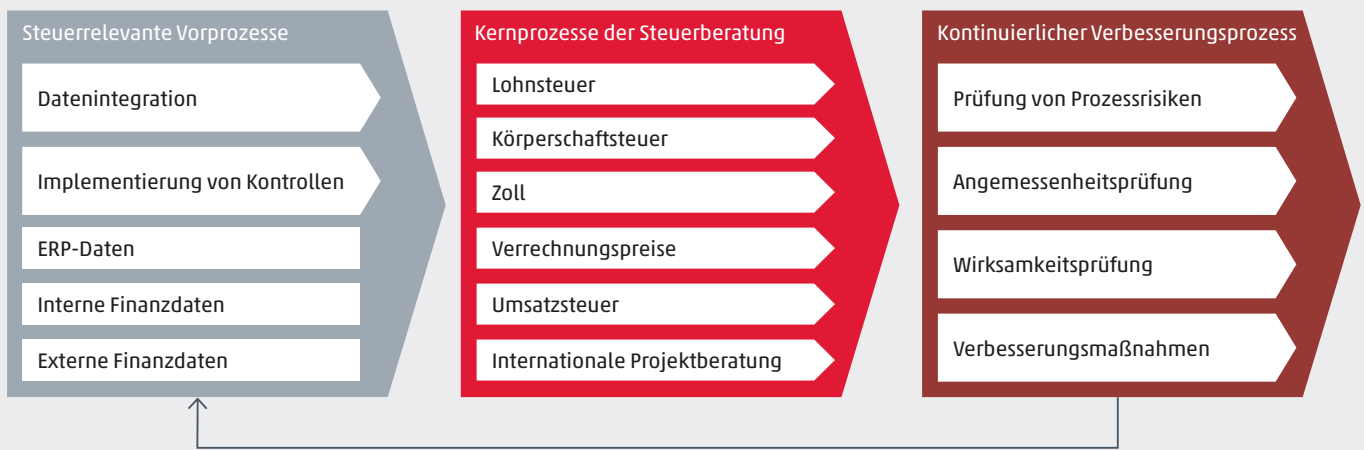 Steuerrelevante Vorprozesse
Datenintegration
Implementierung von Kontrollen
ERP-Daten
Interne Finanzdaten
Externe Finanzdaten
Kernprozesse der Steuerberatung
Lohnsteuer
Körperschaftsteuer
Zoll
Verrechnungspreise
Umsatzsteuer
Internationale Projektberatung
Kontinuierlicher Verbesserungsprozess
Prüfung von Prozessrisiken
Angemessenheitsprüfung
Wirksamkeitsprüfung
Verbesserungsmaßnahmen